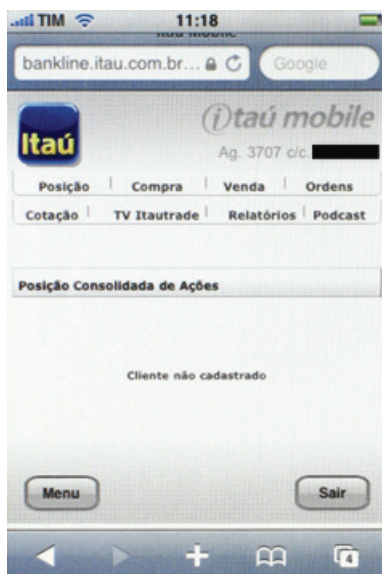 TIM 11:18
bankline.itau.com.br... Google
Itaú
itaú mobile
Ag. 3707 c/c.
Posição Compra Venda Ordens
Cotação TV Itautrade Relatórios Podcast
Posição Consolidada de Ações
Cliente não cadastrado
Menu Sair
4